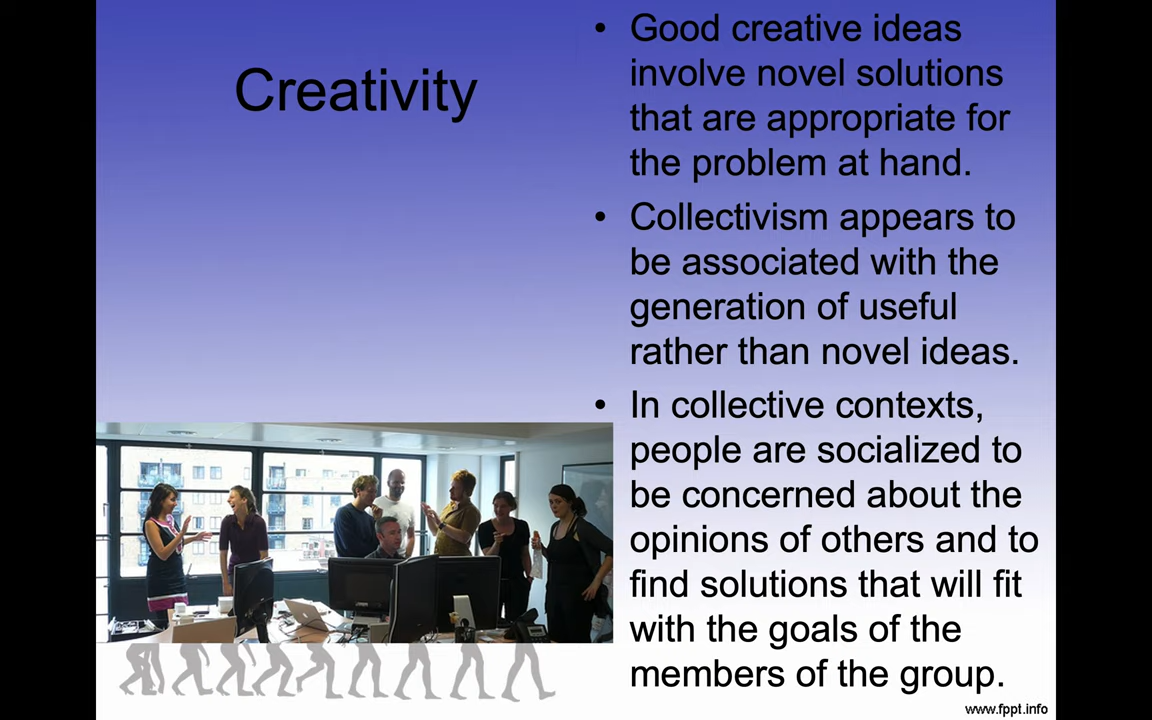 Creativity
• Good creative ideas
involve novel solutions
that are appropriate for
the problem at hand.
• Collectivism appears to
be associated with the
generation of useful
rather than novel ideas.
• In collective contexts,
people are socialized to
be concerned about the
opinions of others and to
find solutions that will fit
with the goals of the
members of the group.
www.fppt.info